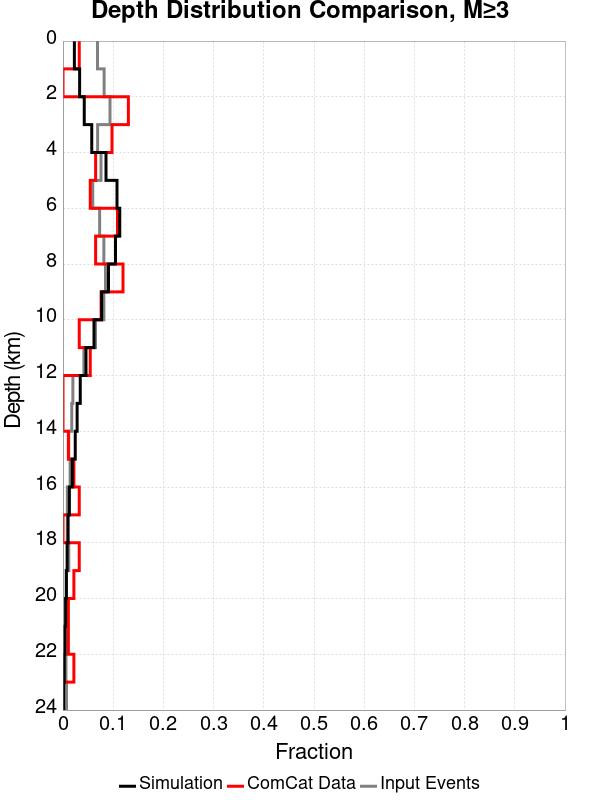 Depth Distribution Comparison, M≥3
0
2
4
6
8
10
12
14
16
18
20
22
24
Depth (km)
0 0.1 0.2 0.3 0.4 0.5 0.6 0.7 0.8 0.9 1
Fraction
Simulation ComCat Data Input Events